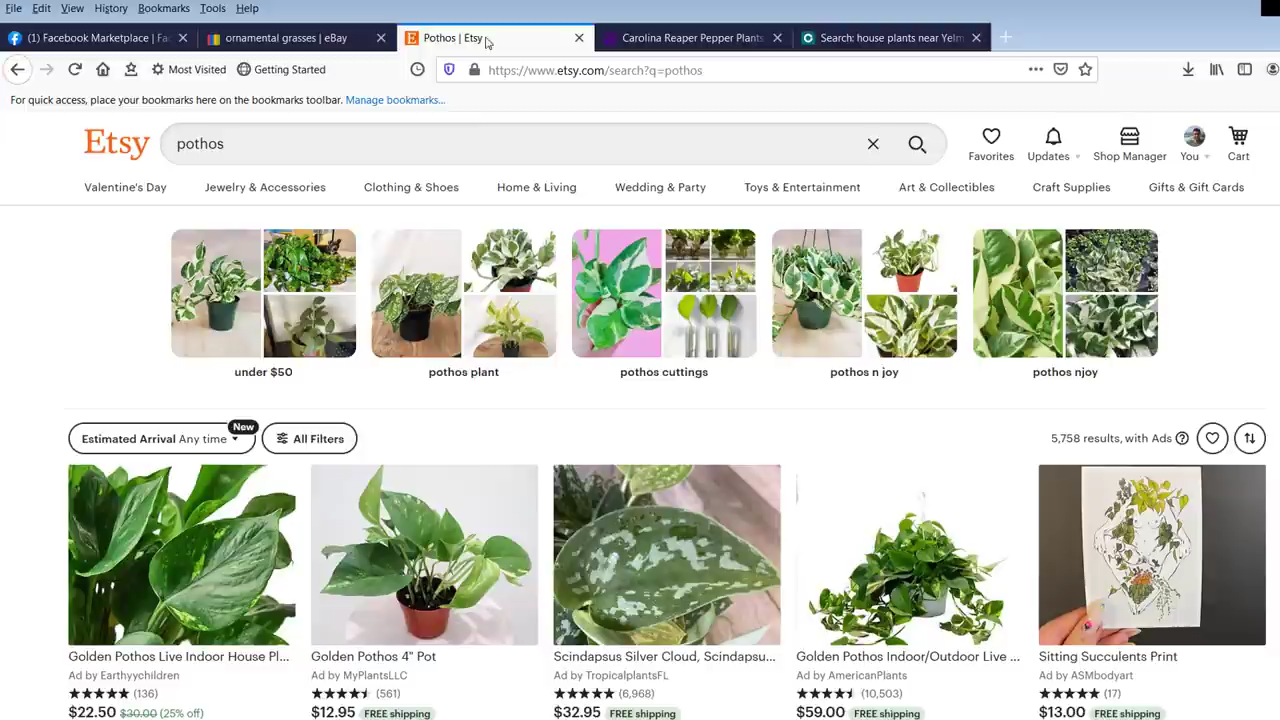 File Edit View History Bookmarks Tools Help
(1) Facebook Marketplace | Fac
ornamental grasses | eBay
Pothos | Etsy
Carolina Reaper Pepper Plants
Search: house plants near Yelm
https://www.etsy.com/search?q=pothos
Most Visited
Getting Started
For quick access, place your bookmarks here on the bookmarks toolbar. Manage bookmarks...
Etsy
pothos
Favorites
Updates
Shop Manager
You
Cart
Valentine's Day
Jewelry & Accessories
Clothing & Shoes
Home & Living
Wedding & Party
Toys & Entertainment
Art & Collectibles
Craft Supplies
Gifts & Gift Cards
under $50
pothos plant
pothos cuttings
pothos n joy
pothos njoy
New
Estimated Arrival Any time
All Filters
5,758 results, with Ads
Golden Pothos Live Indoor House Pl...
Ad by Earthyychildren
(136)
$22.50 $30.00 (25% off)
Golden Pothos 4" Pot
Ad by MyPlantsLLC
(561)
$12.95 FREE shipping
Scindapsus Silver Cloud, Scindapsu...
Ad by TropicalplantsFL
(6,968)
$32.95 FREE shipping
Golden Pothos Indoor/Outdoor Live ...
Ad by AmericanPlants
(10,503)
$59.00 FREE shipping
Sitting Succulents Print
Ad by ASMbodyart
(17)
$13.00 FREE shipping